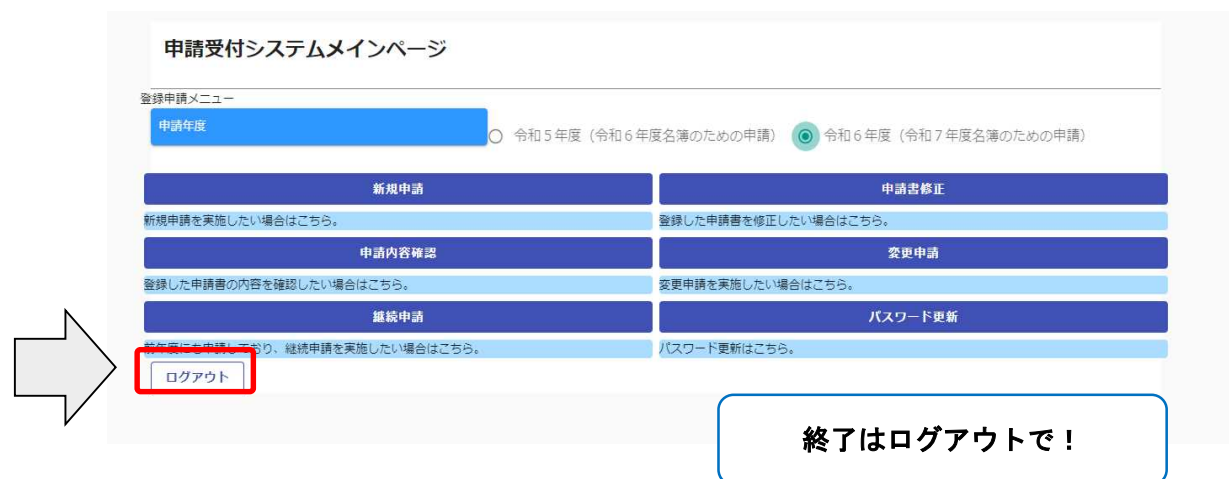 申請受付システムメインページ
登録申請メニュー
申請年度
令和5年度（令和6年度名簿のための申請） 令和6年度（令和7年度名簿のための申請）
新規申請 申請書修正
新規申請を実施したい場合はこちら。 登録した申請書を修正したい場合はこちら。
申請内容確認 変更申請
登録した申請書の内容を確認したい場合はこちら。 変更申請を実施したい場合はこちら。
継続申請 パスワード更新
前年度にも申請しており、継続申請を実施したい場合はこちら。 パスワード更新はこちら。
ログアウト
終了はログアウトで！